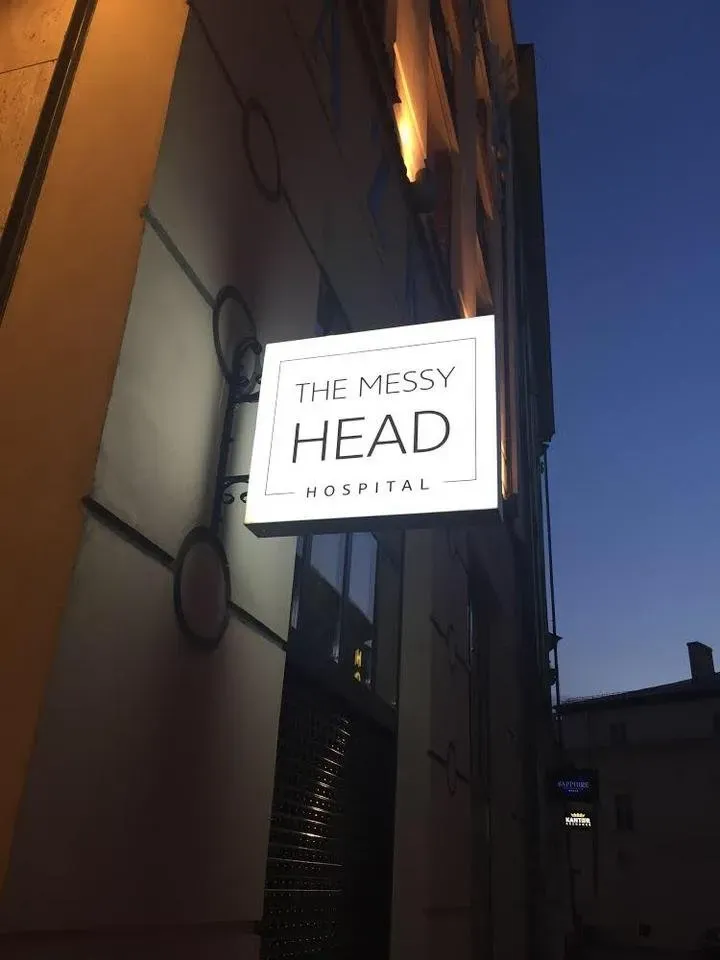 THE MESSY
HEAD
HOSPITAL
SAPPHIRE
KANTOR